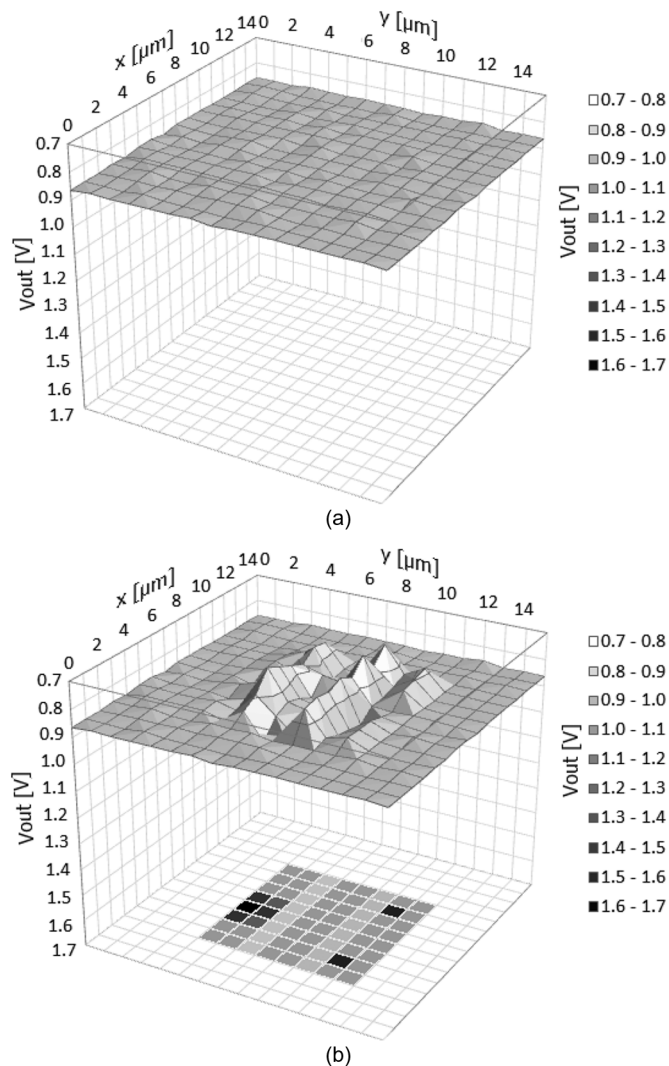 x [µm]
0 2 4 6 8 10 12 14
y [µm]
0 2 4 6 8 10 12 14
Vout [V]
0.7
0.8
0.9
1.0
1.1
1.2
1.3
1.4
1.5
1.6
1.7
Vout [V]
0.7 - 0.8
0.8 - 0.9
0.9 - 1.0
1.0 - 1.1
1.1 - 1.2
1.2 - 1.3
1.3 - 1.4
1.4 - 1.5
1.5 - 1.6
1.6 - 1.7
(a)
x [µm]
0 2 4 6 8 10 12 14
y [µm]
0 2 4 6 8 10 12 14
Vout [V]
0.7
0.8
0.9
1.0
1.1
1.2
1.3
1.4
1.5
1.6
1.7
Vout [V]
0.7 - 0.8
0.8 - 0.9
0.9 - 1.0
1.0 - 1.1
1.1 - 1.2
1.2 - 1.3
1.3 - 1.4
1.4 - 1.5
1.5 - 1.6
1.6 - 1.7
(b)